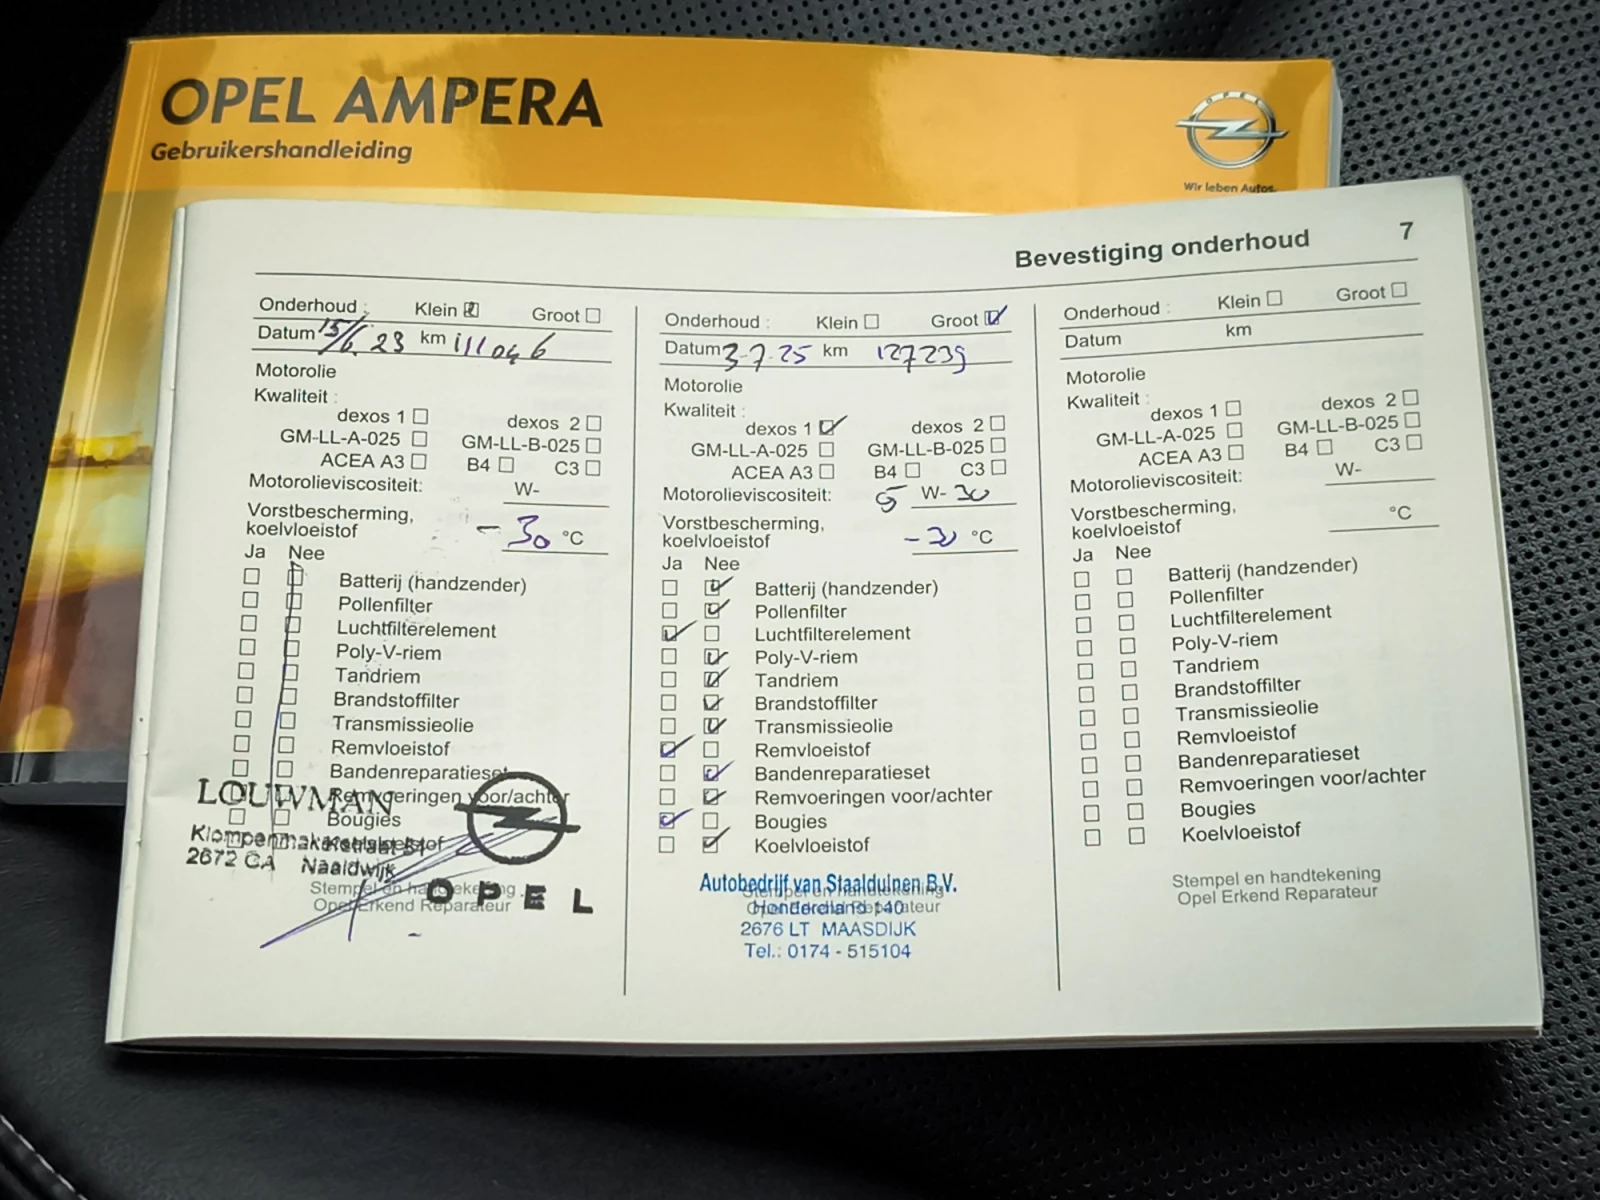 OPEL AMPERA
Gebruikershandleiding
OPEL
Wir leben Autos.
Bevestiging onderhoud 7
Onderhoud : Klein Groot
Datum 15/6 23 km 111046
Motorolie
Kwaliteit :
dexos 1 dexos 2
GM-LL-A-025 GM-LL-B-025
ACEA A3 B4 C3
Motorolieviscositeit: W-
Vorstbescherming,
koelvloeistof -30 °C
Ja Nee
Batterij (handzender)
Pollenfilter
Luchtfilterelement
Poly-V-riem
Tandriem
Brandstoffilter
Transmissieolie
Remvloeistof
Bandenreparatieset
Remvoeringen voor/achter
Bougies
Koelvloeistof
LOUWMAN
Klompenmakerstraat 51
2672 CA Naaldwijk
Stempel en handtekening
Opel Erkend Reparateur
OPEL
Onderhoud : Klein Groot
Datum 3-7-25 km 127239
Motorolie
Kwaliteit :
dexos 1 dexos 2
GM-LL-A-025 GM-LL-B-025
ACEA A3 B4 C3
Motorolieviscositeit: 5 W- 30
Vorstbescherming,
koelvloeistof -30 °C
Ja Nee
Batterij (handzender)
Pollenfilter
Luchtfilterelement
Poly-V-riem
Tandriem
Brandstoffilter
Transmissieolie
Remvloeistof
Bandenreparatieset
Remvoeringen voor/achter
Bougies
Koelvloeistof
Autobedrijf van Staalduinen B.V.
Stempel en handtekening
Honderdland 140
Opel Erkend Reparateur
2676 LT MAASDIJK
Tel.: 0174 - 515104
Onderhoud : Klein Groot
Datum km
Motorolie
Kwaliteit :
dexos 1 dexos 2
GM-LL-A-025 GM-LL-B-025
ACEA A3 B4 C3
Motorolieviscositeit: W-
Vorstbescherming,
koelvloeistof °C
Ja Nee
Batterij (handzender)
Pollenfilter
Luchtfilterelement
Poly-V-riem
Tandriem
Brandstoffilter
Transmissieolie
Remvloeistof
Bandenreparatieset
Remvoeringen voor/achter
Bougies
Koelvloeistof
Stempel en handtekening
Opel Erkend Reparateur